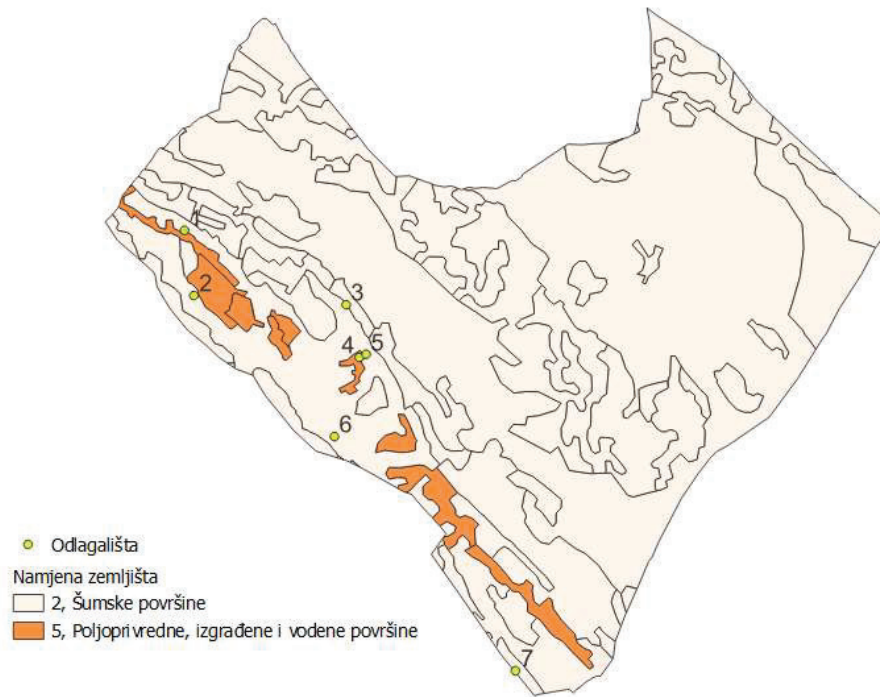 1
2
3
4
5
6
7
Odlagališta
Namjena zemljišta
2, Šumske površine
5, Poljoprivredne, izgrađene i vodene površine